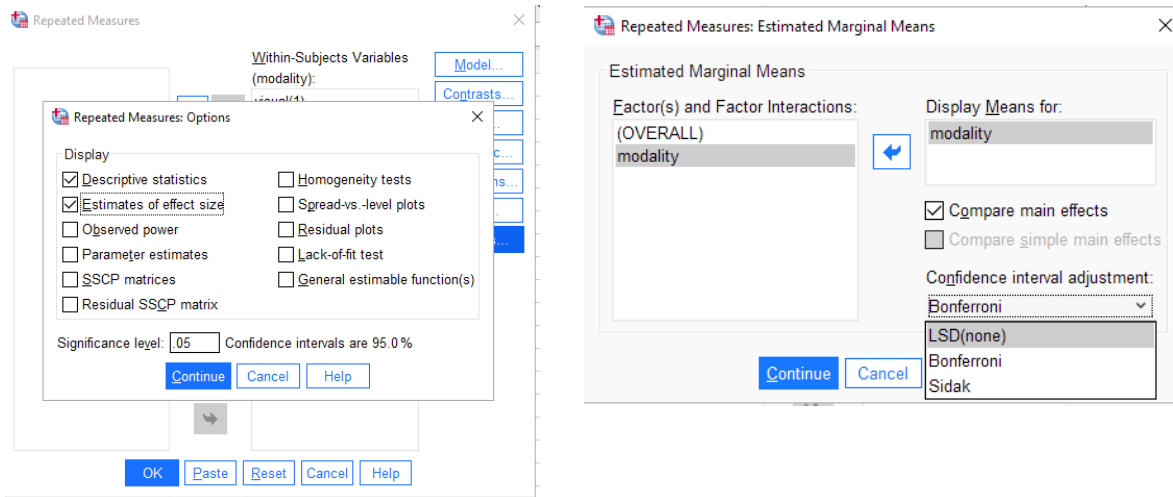 Repeated Measures
Within-Subjects Variables
(modality):
Model...
Contrasts...
Repeated Measures: Options
Display
Descriptive statistics
Homogeneity tests
Estimates of effect size
Spread-vs.-level plots
Observed power
Residual plots
Parameter estimates
Lack-of-fit test
SSCP matrices
General estimable function(s)
Residual SSCP matrix
Significance level: .05 Confidence intervals are 95.0 %
Continue Cancel Help
OK Paste Reset Cancel Help
Repeated Measures: Estimated Marginal Means
Estimated Marginal Means
Factor(s) and Factor Interactions:
(OVERALL)
modality
Display Means for:
modality
Compare main effects
Compare simple main effects
Confidence interval adjustment:
Bonferroni
LSD(none)
Bonferroni
Sidak
Continue Cancel